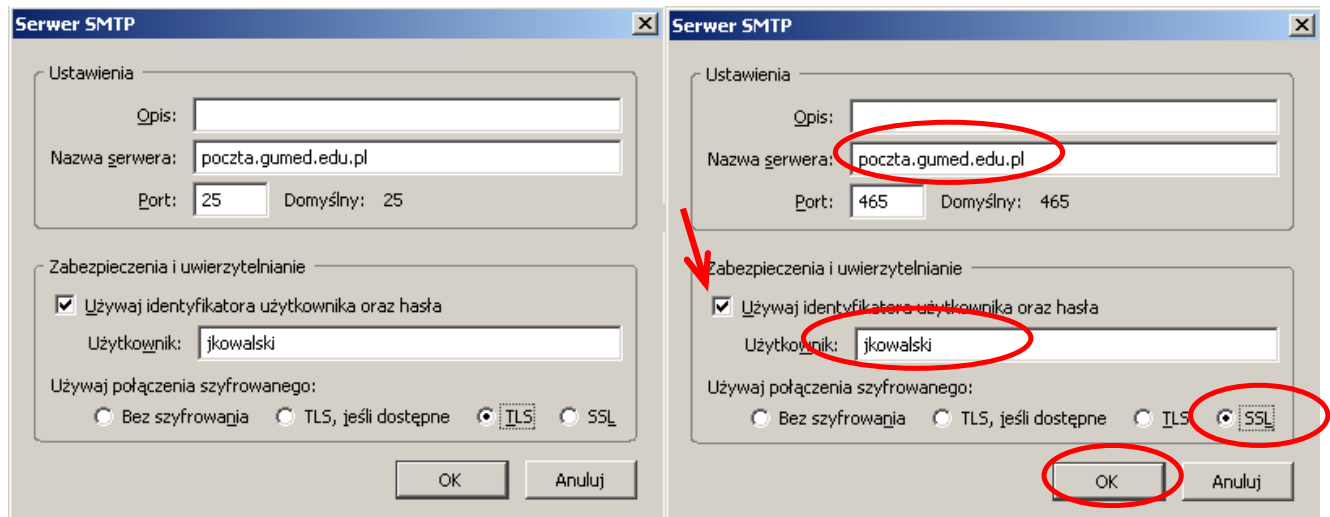 Serwer SMTP
Ustawienia
Opis:
Nazwa serwera: poczta.gumed.edu.pl
Port: 25 Domyślny: 25
Zabezpieczenia i uwierzytelnianie
Używaj identyfikatora użytkownika oraz hasła
Użytkownik: jkowalski
Używaj połączenia szyfrowanego:
Bez szyfrowania TLS, jeśli dostępne TLS SSL
OK Anuluj
Serwer SMTP
Ustawienia
Opis:
Nazwa serwera: poczta.gumed.edu.pl
Port: 465 Domyślny: 465
Zabezpieczenia i uwierzytelnianie
Używaj identyfikatora użytkownika oraz hasła
Użytkownik: jkowalski
Używaj połączenia szyfrowanego:
Bez szyfrowania TLS, jeśli dostępne TLS SSL
OK Anuluj